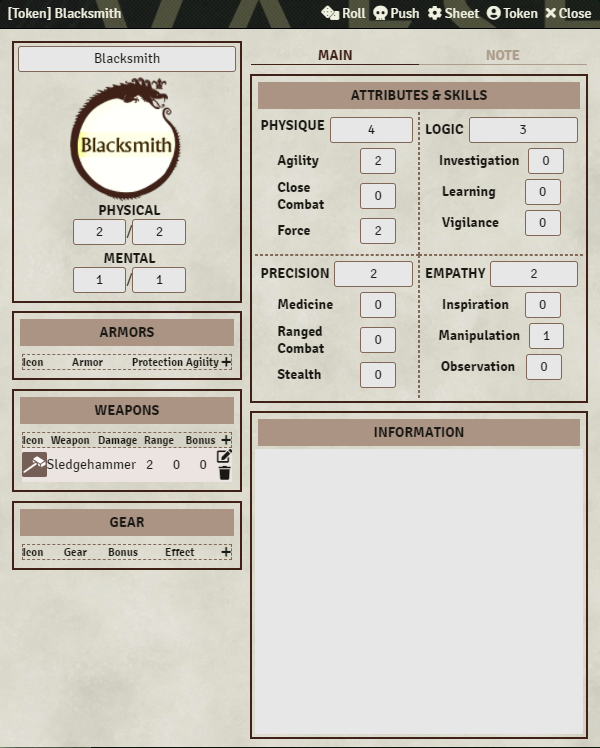 [Token] Blacksmith Roll Push Sheet Token Close
Blacksmith
Blacksmith
PHYSICAL
2 / 2
MENTAL
1 / 1
ARMORS
Icon Armor Protection Agility +
WEAPONS
Icon Weapon Damage Range Bonus +
Sledgehammer 2 0 0
GEAR
Icon Gear Bonus Effect +
MAIN NOTE
ATTRIBUTES & SKILLS
PHYSIQUE 4
Agility 2
Close
Combat 0
Force 2
LOGIC 3
Investigation 0
Learning 0
Vigilance 0
PRECISION 2
Medicine 0
Ranged
Combat 0
Stealth 0
EMPATHY 2
Inspiration 0
Manipulation 1
Observation 0
INFORMATION